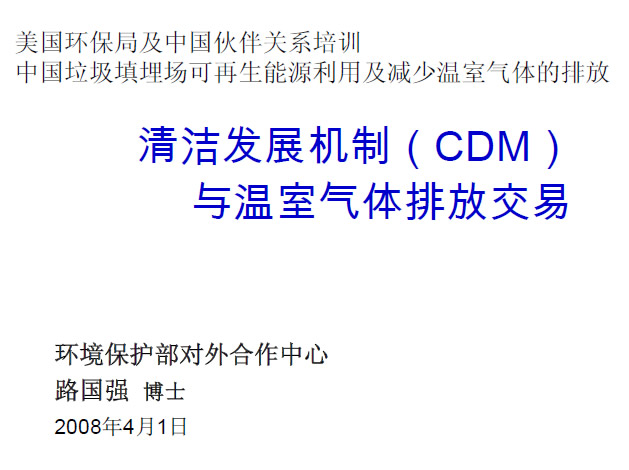 美国环保局及中国伙伴关系培训
中国垃圾填埋场可再生能源利用及减少温室气体的排放
清洁发展机制（CDM）
与温室气体排放交易
环境保护部对外合作中心
路国强 博士
2008年4月1日